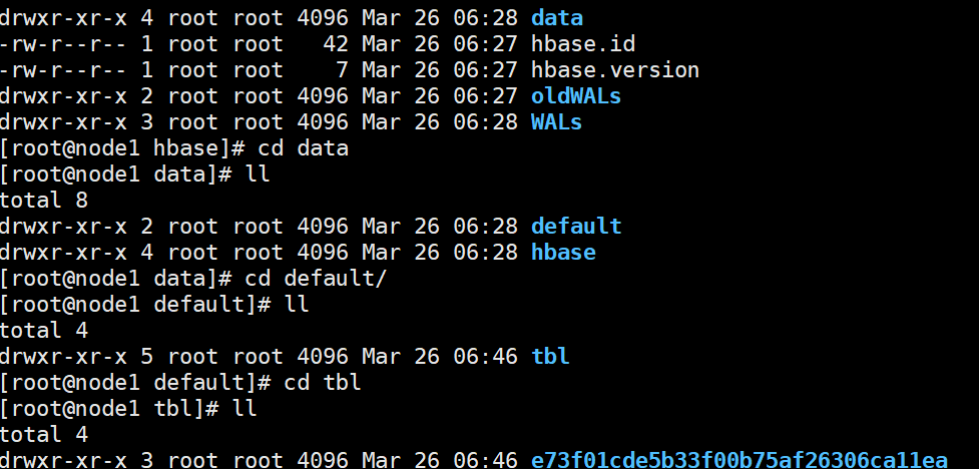 drwxr-xr-x 4 root root 4096 Mar 26 06:28 data
-rw-r--r-- 1 root root   42 Mar 26 06:27 hbase.id
-rw-r--r-- 1 root root    7 Mar 26 06:27 hbase.version
drwxr-xr-x 2 root root 4096 Mar 26 06:27 oldWALs
drwxr-xr-x 3 root root 4096 Mar 26 06:28 WALs
[root@node1 hbase]# cd data
[root@node1 data]# ll
total 8
drwxr-xr-x 2 root root 4096 Mar 26 06:28 default
drwxr-xr-x 4 root root 4096 Mar 26 06:28 hbase
[root@node1 data]# cd default/
[root@node1 default]# ll
total 4
drwxr-xr-x 5 root root 4096 Mar 26 06:46 tbl
[root@node1 default]# cd tbl
[root@node1 tbl]# ll
total 4
drwxr-xr-x 3 root root 4096 Mar 26 06:46 e73f01cde5b33f00b75af26306ca11ea